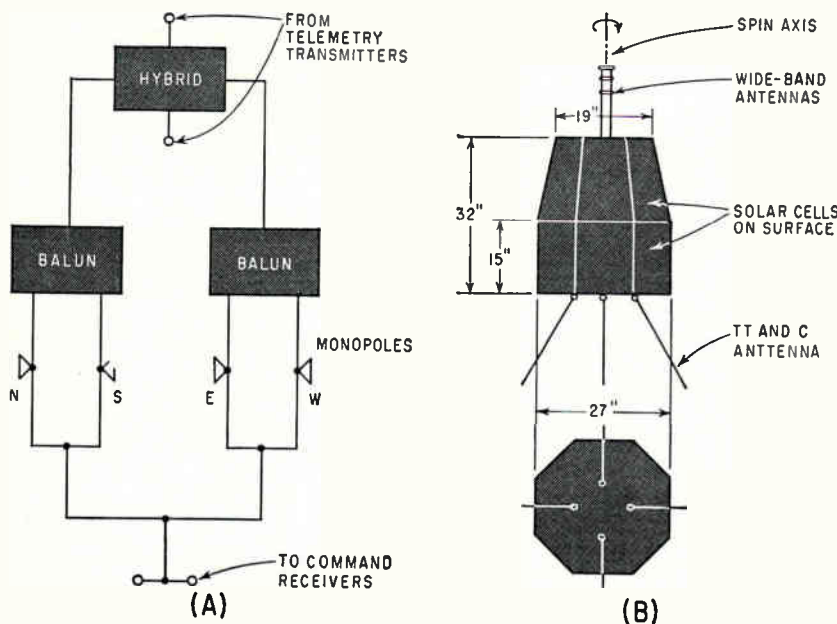 FROM
TELEMETRY
TRANSMITTERS
HYBRID
BALUN
BALUN
MONOPOLES
N
S
E
W
TO COMMAND
RECEIVERS
(A)
SPIN AXIS
WIDE-BAND
ANTENNAS
19"
32"
15"
SOLAR CELLS
ON SURFACE
TT AND C
ANTTENNA
27"
(B)